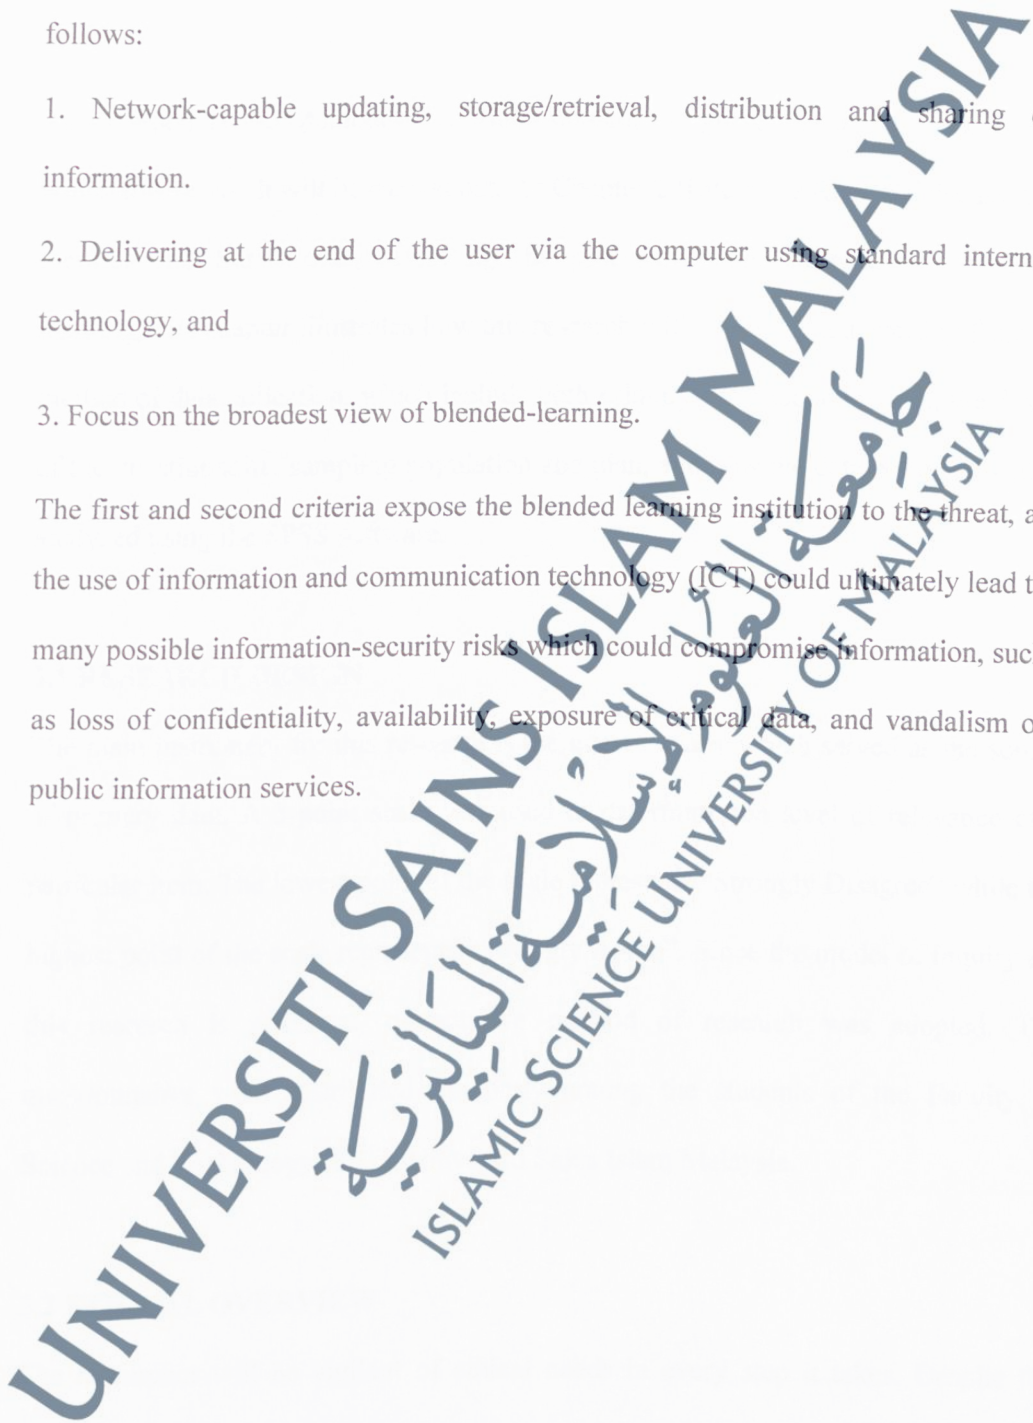 follows:
1. Network-capable updating, storage/retrieval, distribution and sharing
information.
2. Delivering at the end of the user via the computer using standard intern
technology, and
3. Focus on the broadest view of blended-learning.
The first and second criteria expose the blended learning institution to the threat, a
the use of information and communication technology (ICT) could ultimately lead t
many possible information-security risks which could compromise information, suc
as loss of confidentiality, availability, exposure of critical data, and vandalism o
public information services.
UNIVERSITI SAINS ISLAM MALAYSIA
جامعة العلوم الإسلامية الماليزية
ISLAMIC SCIENCE UNIVERSITY OF MALAYSIA